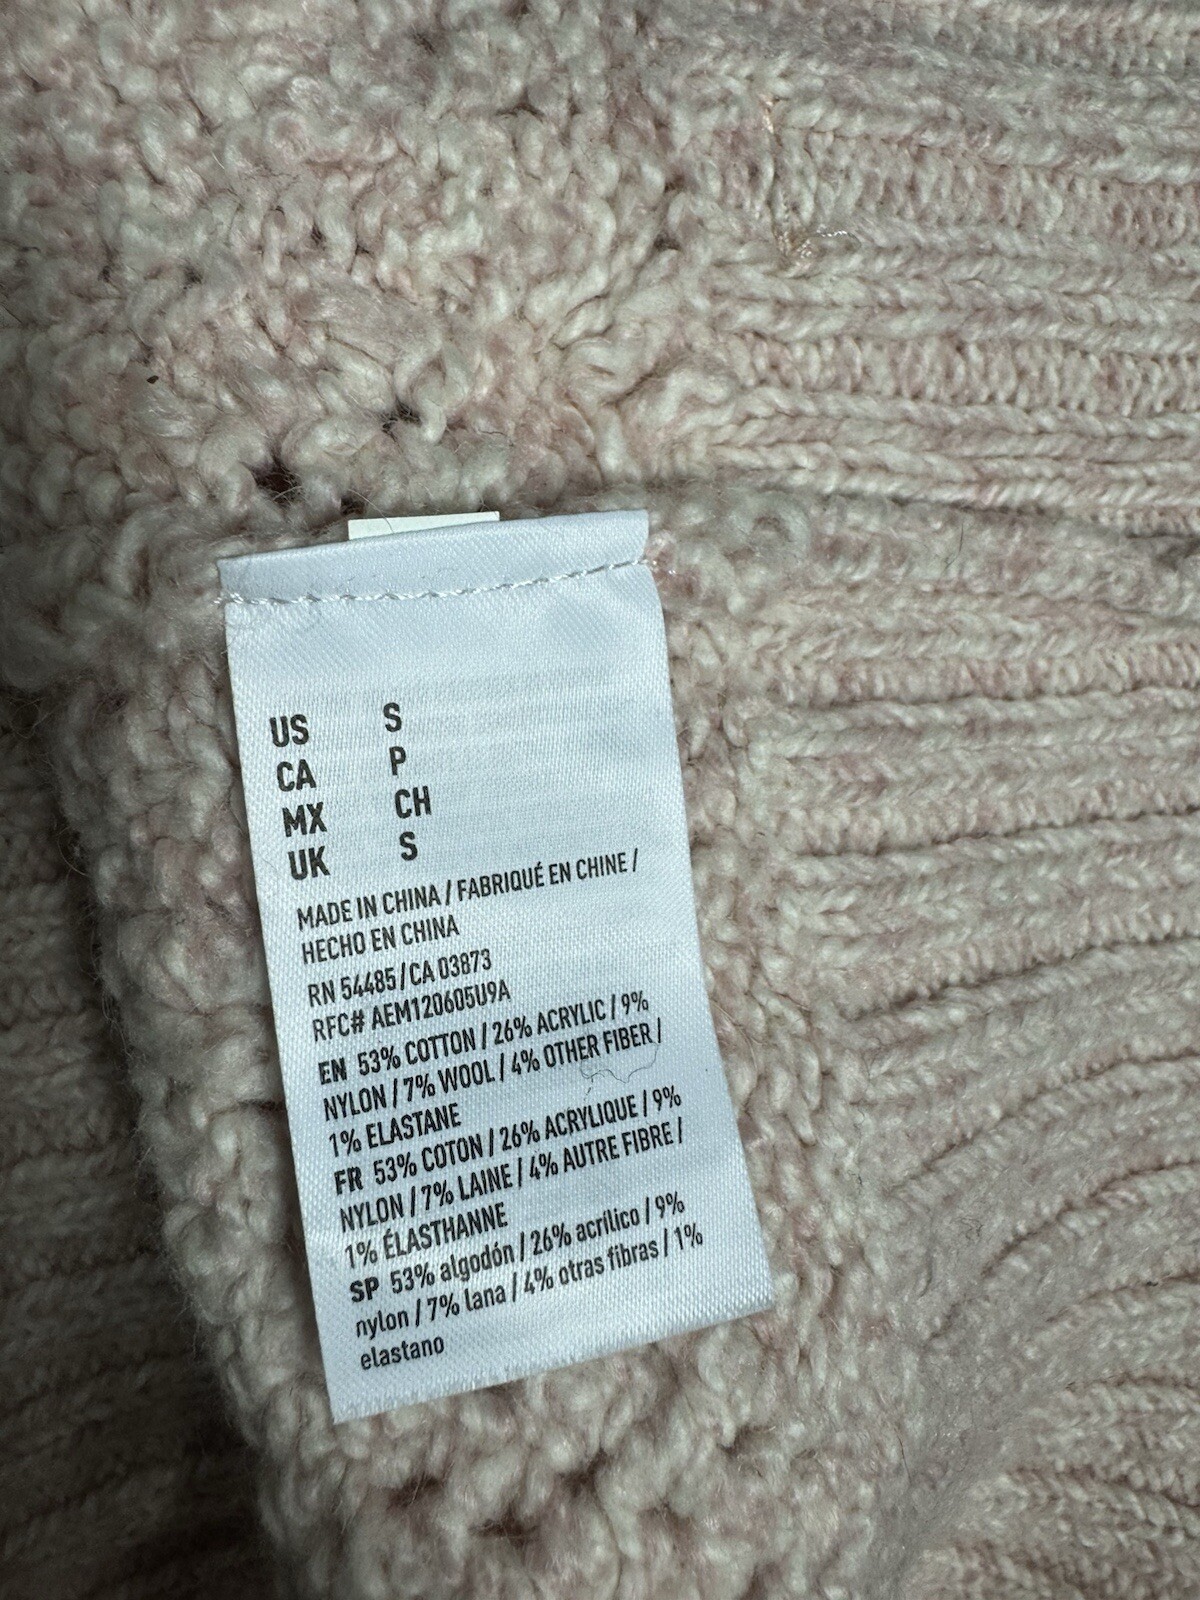 US S
CA P
MX CH
UK S
MADE IN CHINA / FABRIQUÉ EN CHINE /
HECHO EN CHINA
RN 54485/CA 03873
RFC# AEM120605U9A
EN 53% COTTON / 26% ACRYLIC / 9%
NYLON / 7% WOOL / 4% OTHER FIBER /
1% ELASTANE
FR 53% COTON / 26% ACRYLIQUE / 9%
NYLON / 7% LAINE / 4% AUTRE FIBRE /
1% ÉLASTHANNE
SP 53% algodón / 26% acrílico / 9%
nylon / 7% lana / 4% otras fibras / 1%
elastano